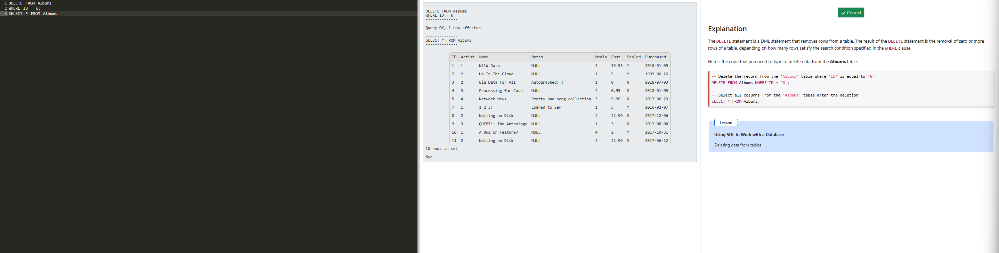 1 DELETE FROM Albums
2 WHERE ID = 6;
3 SELECT * FROM Albums
--------------
DELETE FROM Albums
WHERE ID = 6
--------------
Query OK, 1 row affected
--------------
SELECT * FROM Albums
--------------
ID Artist Name Notes Media Cost Sealed Purchased
1 1 Wild Data NULL 4 19.95 Y 2010-01-09
2 2 Up In The Cloud NULL 1 5 Y 1999-06-26
3 2 Big Data For All Autographed!!! 1 0 N 2018-07-03
4 3 Processing for Cash NULL 2 6.95 N 2018-01-05
5 4 Network News Pretty bad song collection 3 9.99 N 2017-06-23
7 1 1 2 3! Loaned to Sam 1 5 Y 2016-02-07
8 2 Waiting on Disk NULL 2 22.99 N 2017-12-06
9 3 QUIET!: The Anthology NULL 1 3 N 2017-08-08
10 1 A Bug or Feature? NULL 4 2 Y 2017-10-31
11 2 Waiting on Disk NULL 2 22.99 N 2017-06-12
10 rows in set
Bye
✓ Correct
Explanation
The DELETE statement is a DML statement that removes rows from a table. The result of the DELETE statement is the removal of zero or more
rows of a table, depending on how many rows satisfy the search condition specified in the WHERE clause.
Here's the code that you need to type to delete data from the Albums table:
-- Delete the record from the 'Albums' table where 'ID' is equal to '6'
DELETE FROM Albums WHERE ID = '6';
-- Select all columns from the 'Albums' table after the deletion
SELECT * FROM Albums;
Lesson
Using SQL to Work with a Database
Deleting data from tables